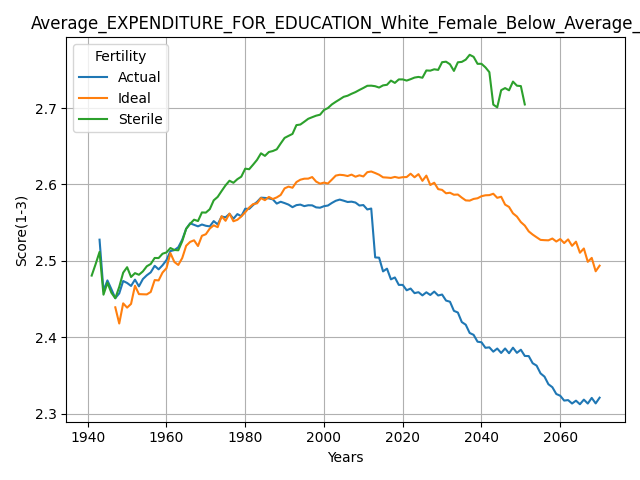 Average_EXPENDITURE_FOR_EDUCATION_White_Female_Below_Average_
Fertility
Actual
Ideal
Sterile
Score(1-3)
2.7
2.6
2.5
2.4
2.3
1940 1960 1980 2000 2020 2040 2060
Years